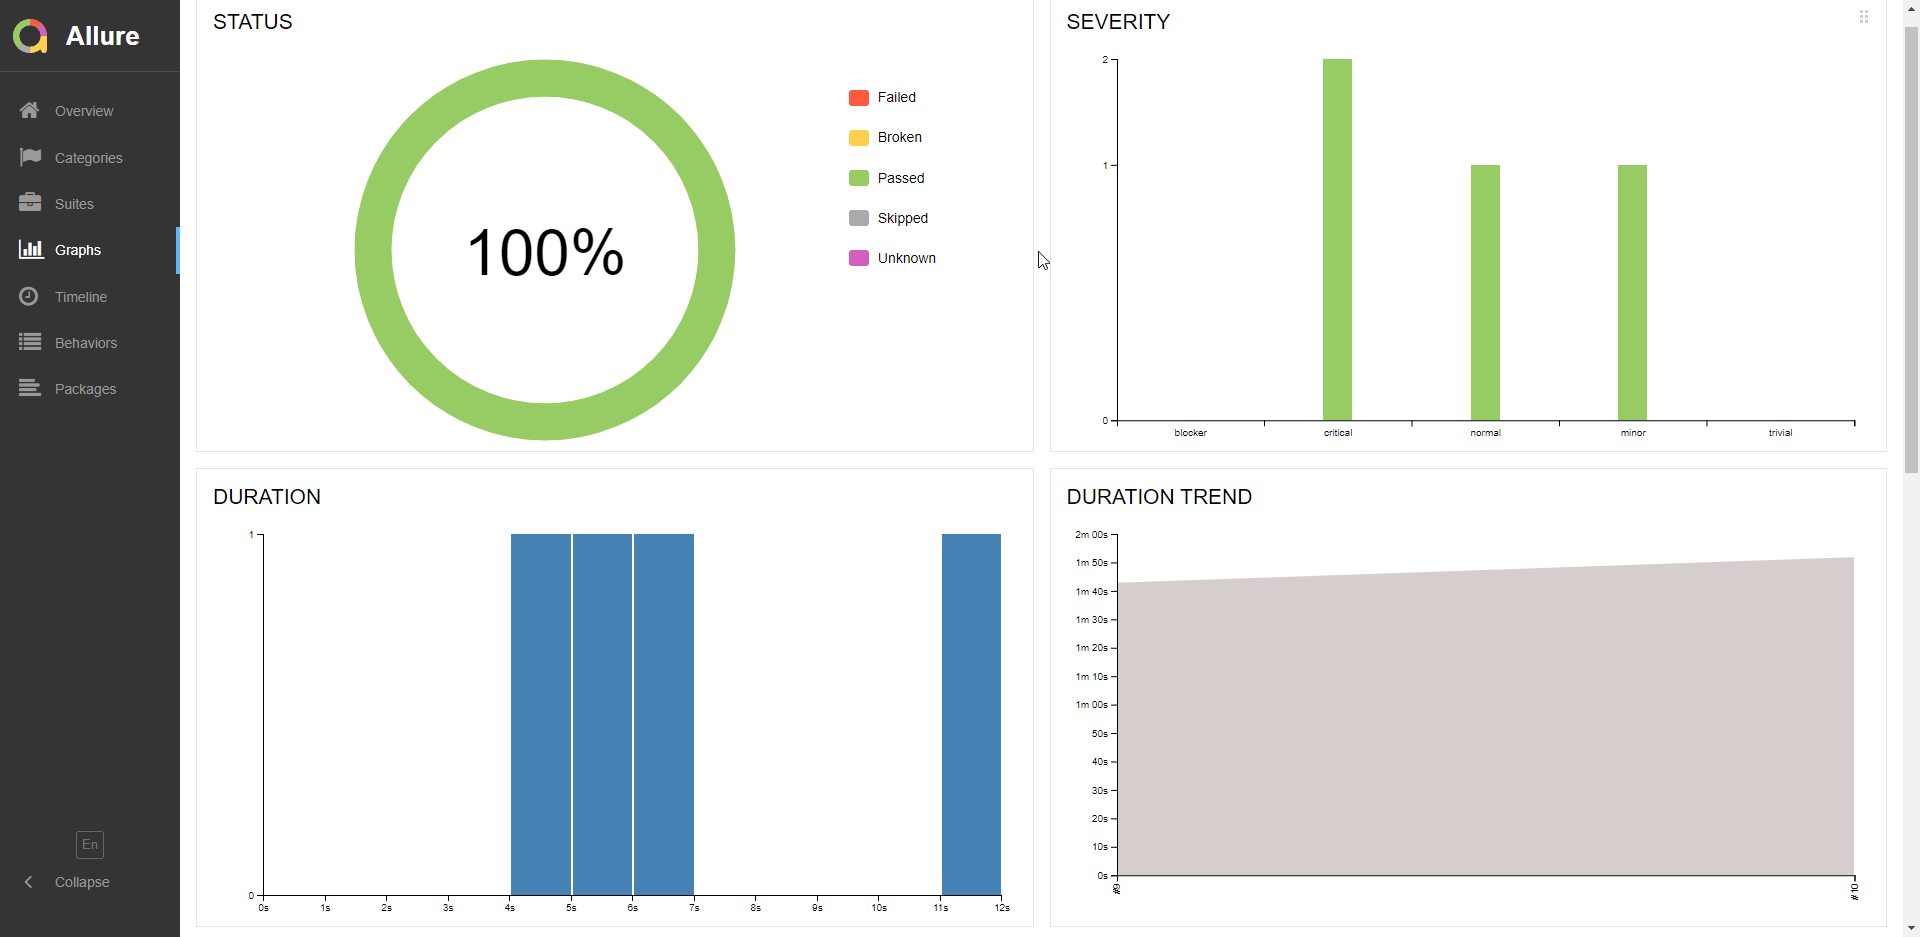 Allure
Overview
Categories
Suites
Graphs
Timeline
Behaviors
Packages
En
Collapse
STATUS
100%
Failed
Broken
Passed
Skipped
Unknown
SEVERITY
2
1
0
blocker critical normal minor trivial
DURATION
1
0
0s 1s 2s 3s 4s 5s 6s 7s 8s 9s 10s 11s 12s
DURATION TREND
2m 00s
1m 50s
1m 40s
1m 30s
1m 20s
1m 10s
1m 00s
50s
40s
30s
20s
10s
0s
#9 #10